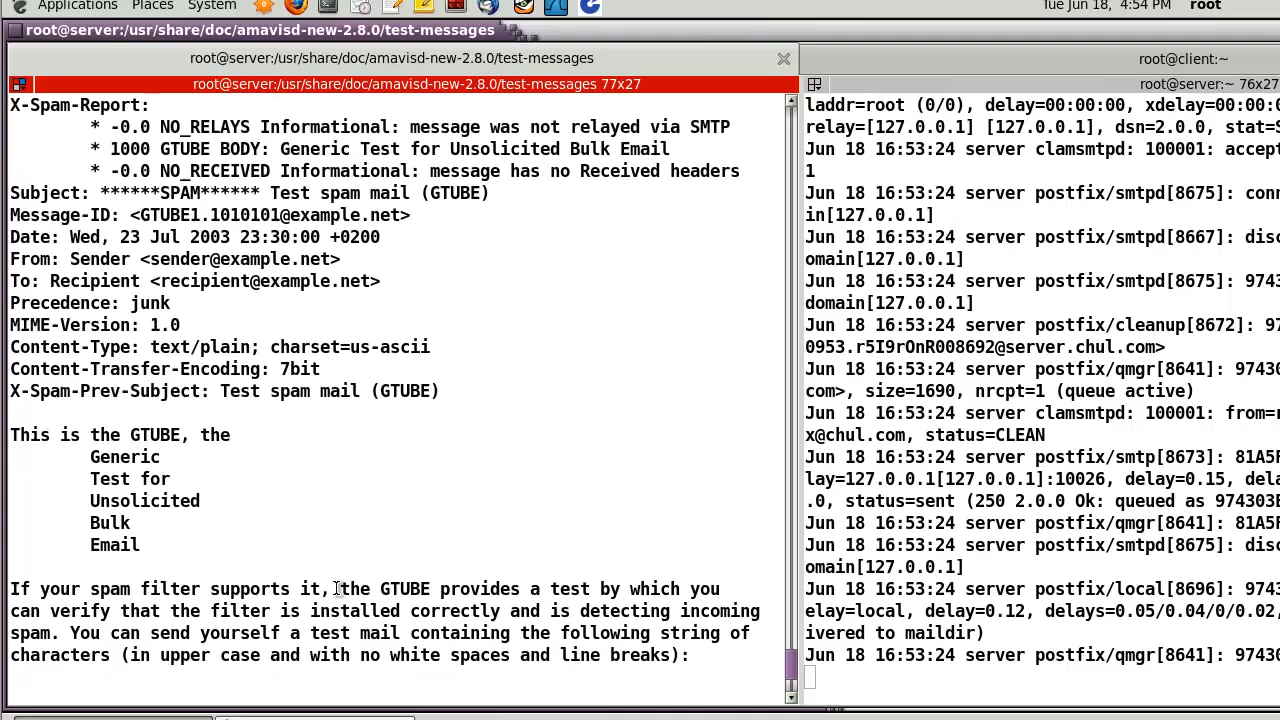 Applications Places System Tue Jun 18, 4:54 PM root
root@server:/usr/share/doc/amavisd-new-2.8.0/test-messages
root@server:/usr/share/doc/amavisd-new-2.8.0/test-messages
root@client:~
root@server:/usr/share/doc/amavisd-new-2.8.0/test-messages 77x27
root@server:~ 76x27
X-Spam-Report:
* -0.0 NO_RELAYS Informational: message was not relayed via SMTP
* 1000 GTUBE BODY: Generic Test for Unsolicited Bulk Email
* -0.0 NO_RECEIVED Informational: message has no Received headers
Subject: ******SPAM****** Test spam mail (GTUBE)
Message-ID: <GTUBE1.1010101@example.net>
Date: Wed, 23 Jul 2003 23:30:00 +0200
From: Sender <sender@example.net>
To: Recipient <recipient@example.net>
Precedence: junk
MIME-Version: 1.0
Content-Type: text/plain; charset=us-ascii
Content-Transfer-Encoding: 7bit
X-Spam-Prev-Subject: Test spam mail (GTUBE)
This is the GTUBE, the
Generic
Test for
Unsolicited
Bulk
Email
If your spam filter supports it, the GTUBE provides a test by which you
can verify that the filter is installed correctly and is detecting incoming
spam. You can send yourself a test mail containing the following string of
characters (in upper case and with no white spaces and line breaks):
laddr=root (0/0), delay=00:00:00, xdelay=00:00:0
relay=[127.0.0.1] [127.0.0.1], dsn=2.0.0, stat=S
Jun 18 16:53:24 server clamsmtpd: 100001: accept
1
Jun 18 16:53:24 server postfix/smtpd[8675]: conn
in[127.0.0.1]
Jun 18 16:53:24 server postfix/smtpd[8667]: disc
omain[127.0.0.1]
Jun 18 16:53:24 server postfix/smtpd[8675]: 9743
domain[127.0.0.1]
Jun 18 16:53:24 server postfix/cleanup[8672]: 97
0953.r5I9rOnR008692@server.chul.com>
Jun 18 16:53:24 server postfix/qmgr[8641]: 97430
com>, size=1690, nrcpt=1 (queue active)
Jun 18 16:53:24 server clamsmtpd: 100001: from=r
x@chul.com, status=CLEAN
Jun 18 16:53:24 server postfix/smtp[8673]: 81A5F
lay=127.0.0.1[127.0.0.1]:10026, delay=0.15, dela
.0, status=sent (250 2.0.0 Ok: queued as 974303E
Jun 18 16:53:24 server postfix/qmgr[8641]: 81A5F
Jun 18 16:53:24 server postfix/smtpd[8675]: disc
omain[127.0.0.1]
Jun 18 16:53:24 server postfix/local[8696]: 9743
elay=local, delay=0.12, delays=0.05/0.04/0/0.02,
ivered to maildir)
Jun 18 16:53:24 server postfix/qmgr[8641]: 97430